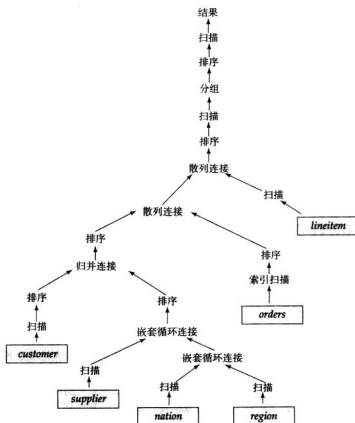 结果
扫描
排序
分组
扫描
排序
散列连接
散列连接
扫描
lineitem
排序
排序
归并连接
索引扫描
排序
排序
orders
扫描
嵌套循环连接
customer
嵌套循环连接
扫描
supplier
扫描
扫描
nation
region